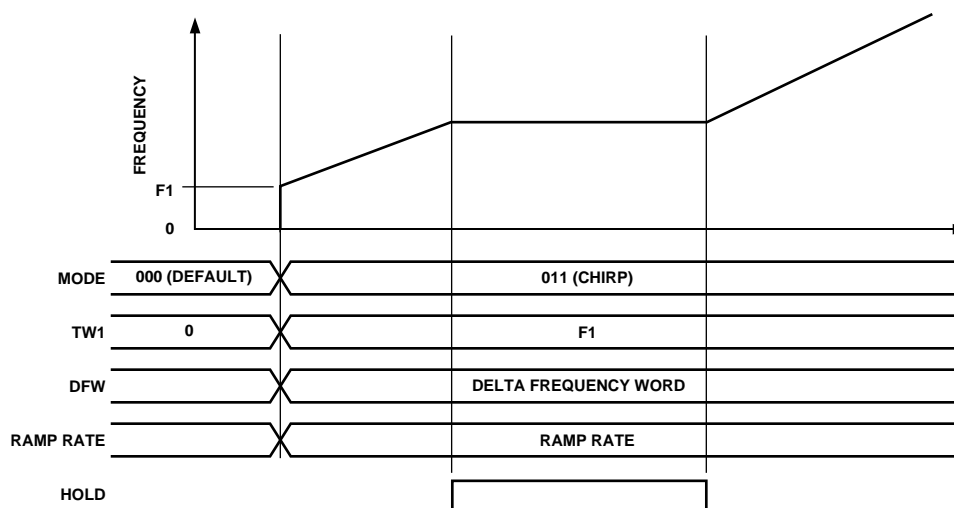 FREQUENCY
F1
0
MODE 000 (DEFAULT) 011 (CHIRP)
TW1 0 F1
DFW DELTA FREQUENCY WORD
RAMP RATE RAMP RATE
HOLD